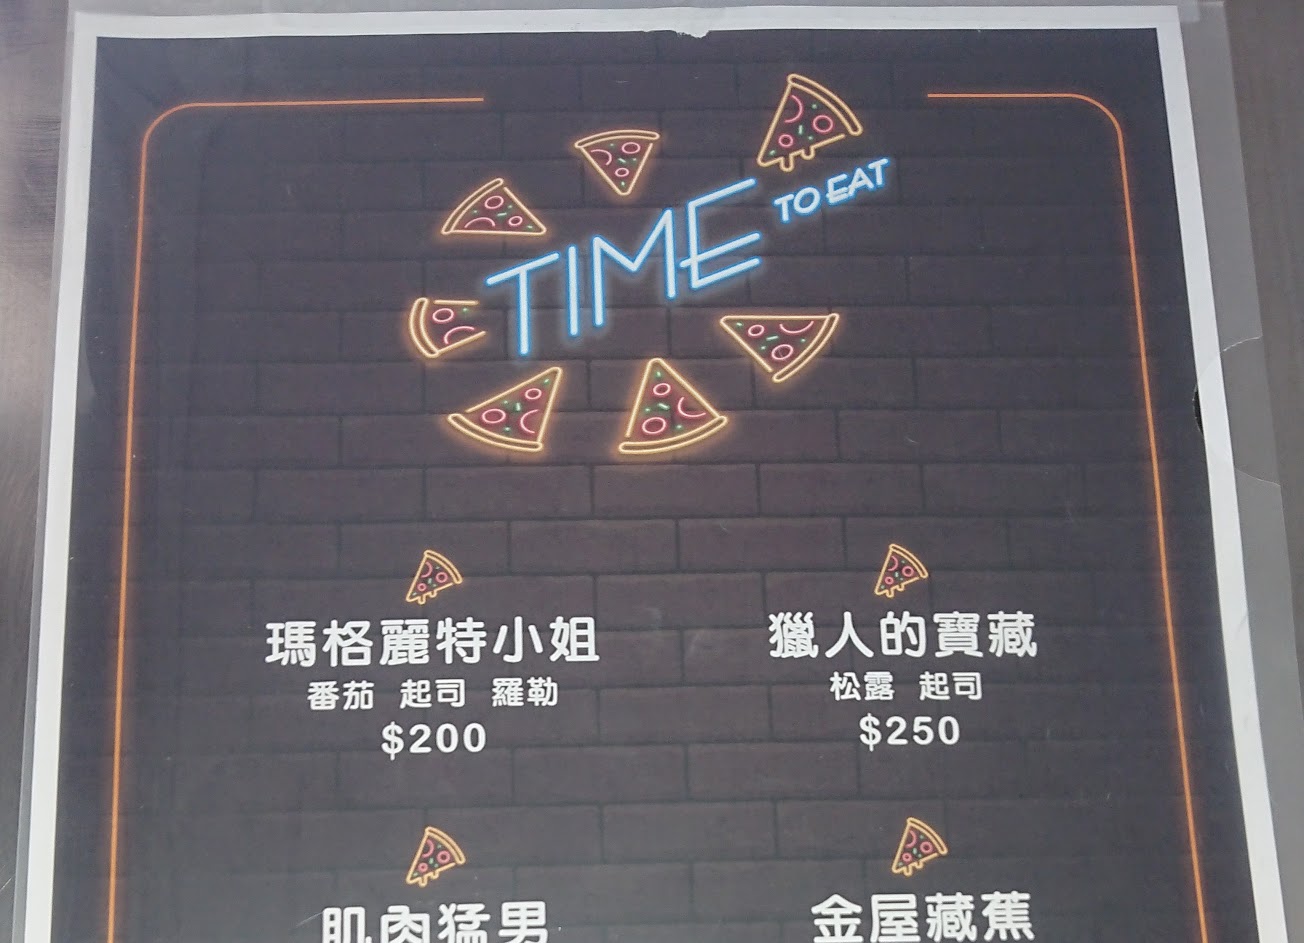 TIME TO EAT
瑪格麗特小姐
番茄 起司 羅勒
$200
獵人的寶藏
松露 起司
$250
肌肉猛男
金屋藏蕉